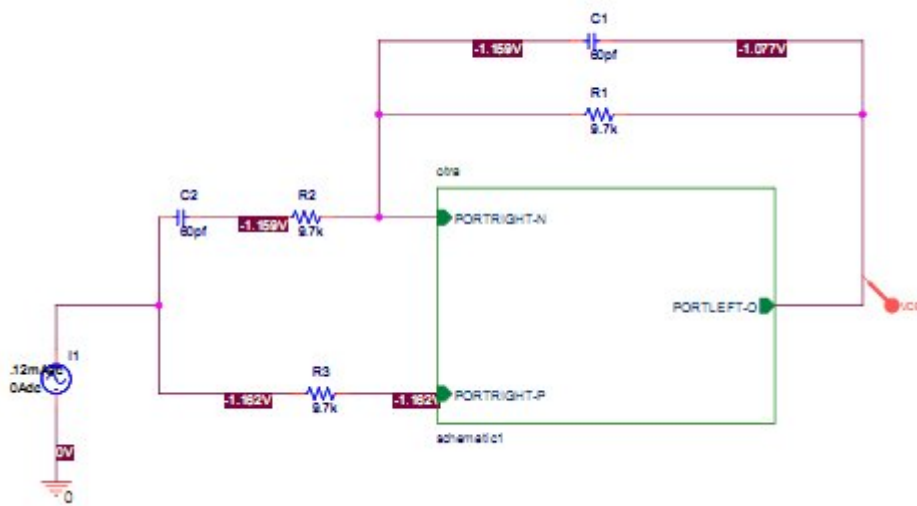 C1
-1.159V
60pf
-1.077V
R1
9.7k
otra
C2
60pf
-1.159V
R2
9.7k
PORTRIGHT-N
PORTLEFT-O
I1
0Adc
-1.162V
R3
9.7k
-1.162V
PORTRIGHT-P
schematic1
0V
0